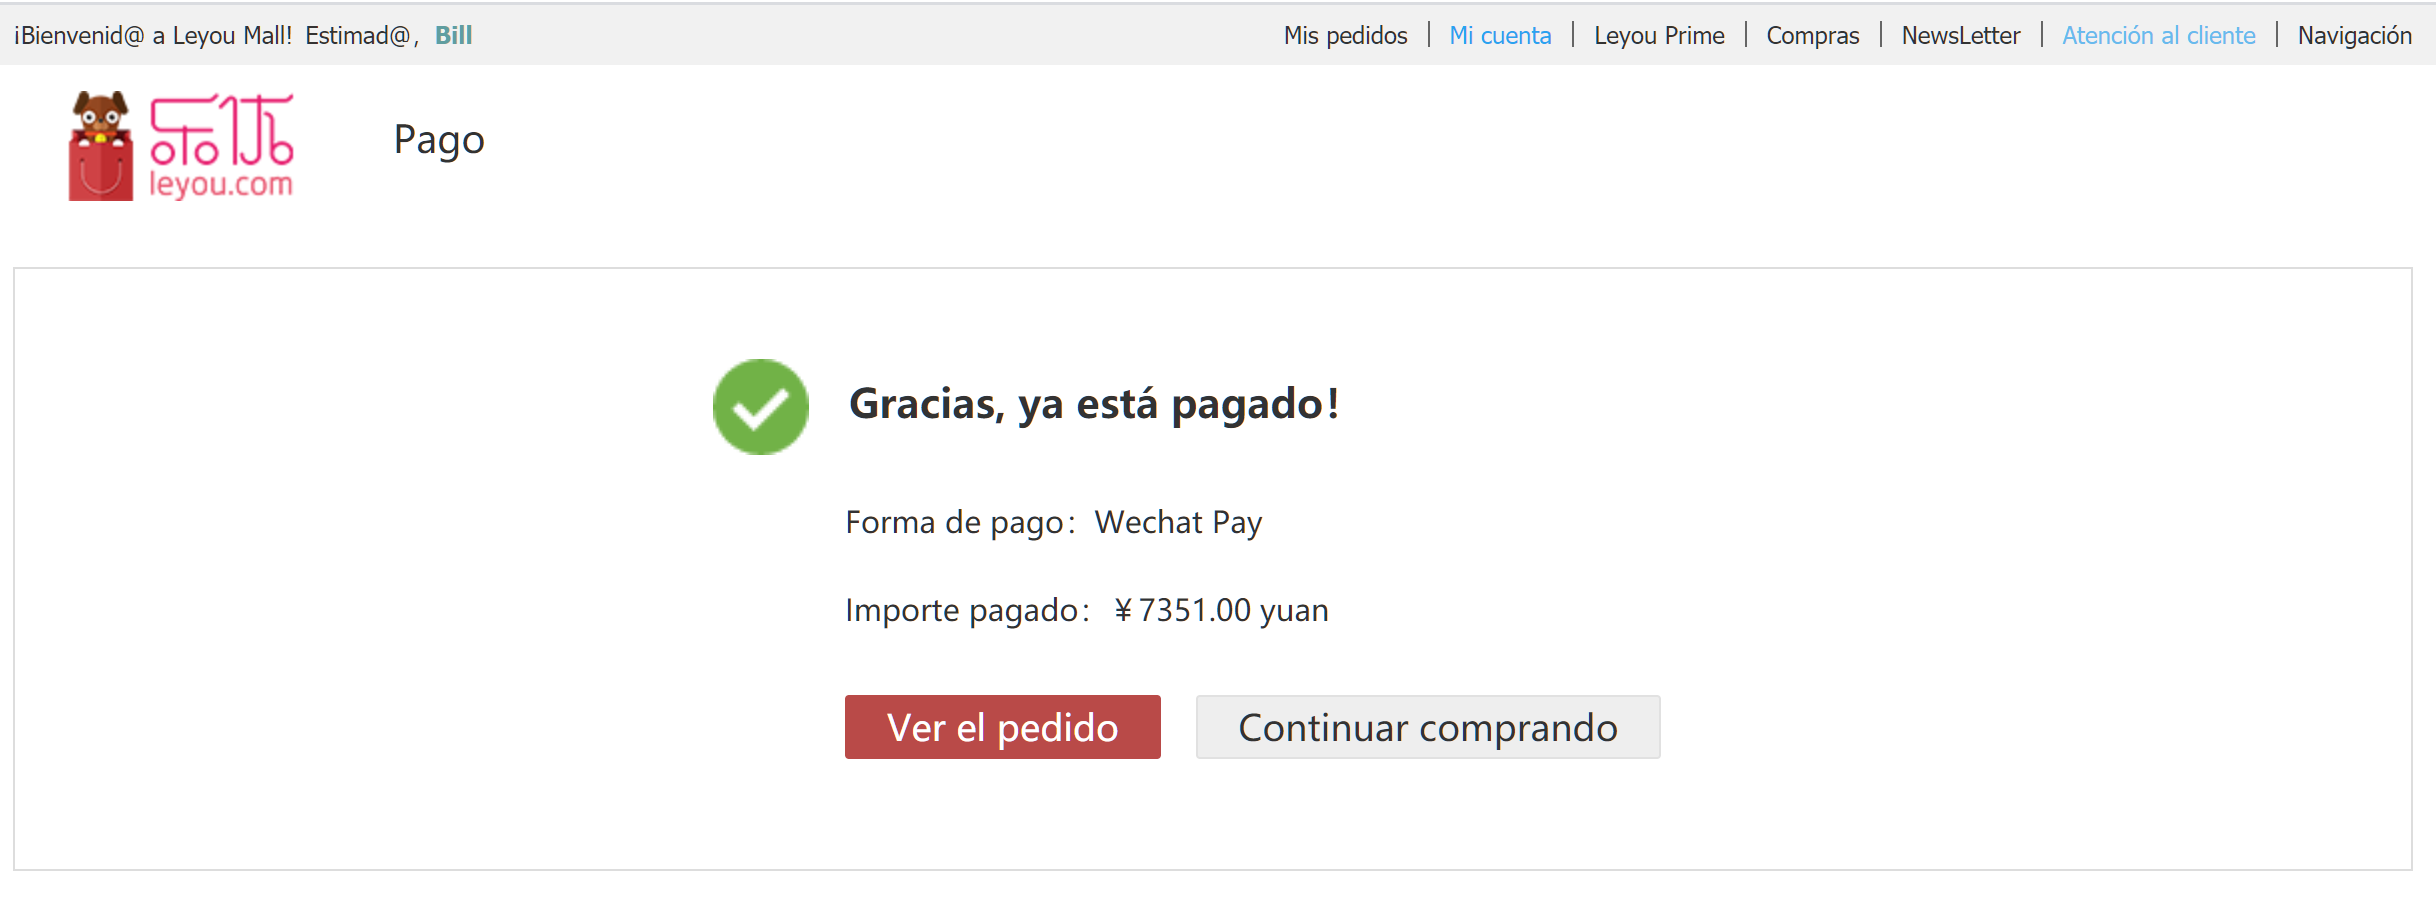 ¡Bienvenid@ a Leyou Mall! Estimad@, Bill
Mis pedidos | Mi cuenta | Leyou Prime | Compras | NewsLetter | Atención al cliente | Navigación
乐优
leyou.com
Pago
Gracias, ya está pagado!
Forma de pago：Wechat Pay
Importe pagado： ￥7351.00 yuan
Ver el pedido
Continuar comprando